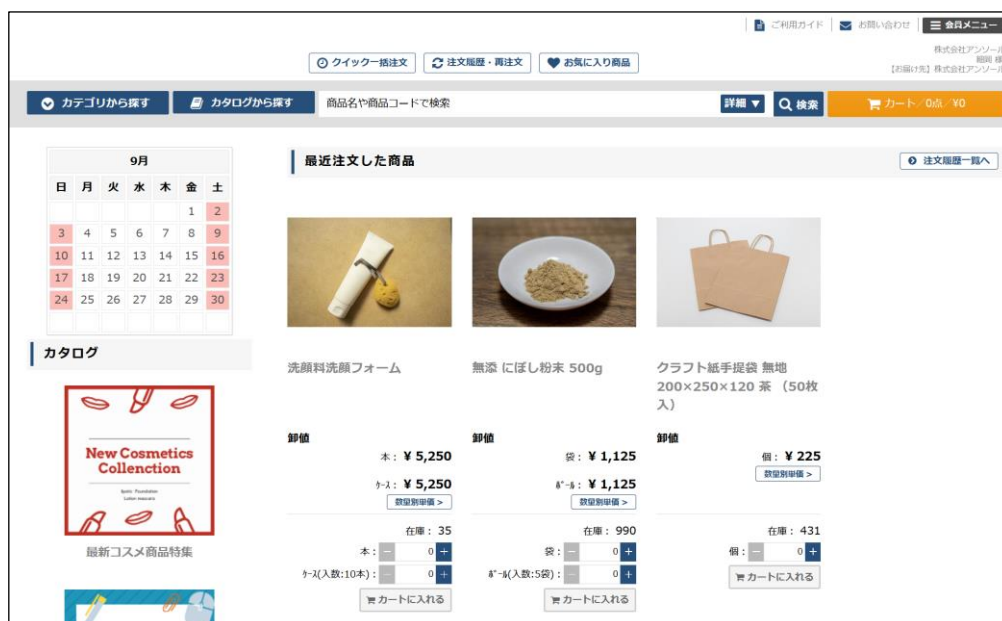 ご利用ガイド
お問い合わせ
会員メニュー
株式会社アンソール
【お届け先】株式会社アンソール
クイック一括注文
注文履歴・再注文
お気に入り商品
カテゴリから探す
カタログから探す
商品名や商品コードで検索
詳細 ▼
検索
カート/0点/¥0
9月
日 月 火 水 木 金 土
1 2
3 4 5 6 7 8 9
10 11 12 13 14 15 16
17 18 19 20 21 22 23
24 25 26 27 28 29 30
カタログ
New Cosmetics
Collenction
最新コスメ商品特集
最近注文した商品
注文履歴一覧へ
洗顔料洗顔フォーム
卸値
本: ¥ 5,250
ケース: ¥ 5,250
数量別単価 >
在庫: 35
本: － 0 +
ケース(入数:10本): － 0 +
カートに入れる
無添 にぼし粉末 500g
卸値
袋: ¥ 1,125
ボール: ¥ 1,125
数量別単価 >
在庫: 990
袋: － 0 +
ボール(入数:5袋): － 0 +
カートに入れる
クラフト紙手提袋 無地
200×250×120 茶 （50枚
入）
卸値
個: ¥ 225
数量別単価 >
在庫: 431
個: － 0 +
カートに入れる